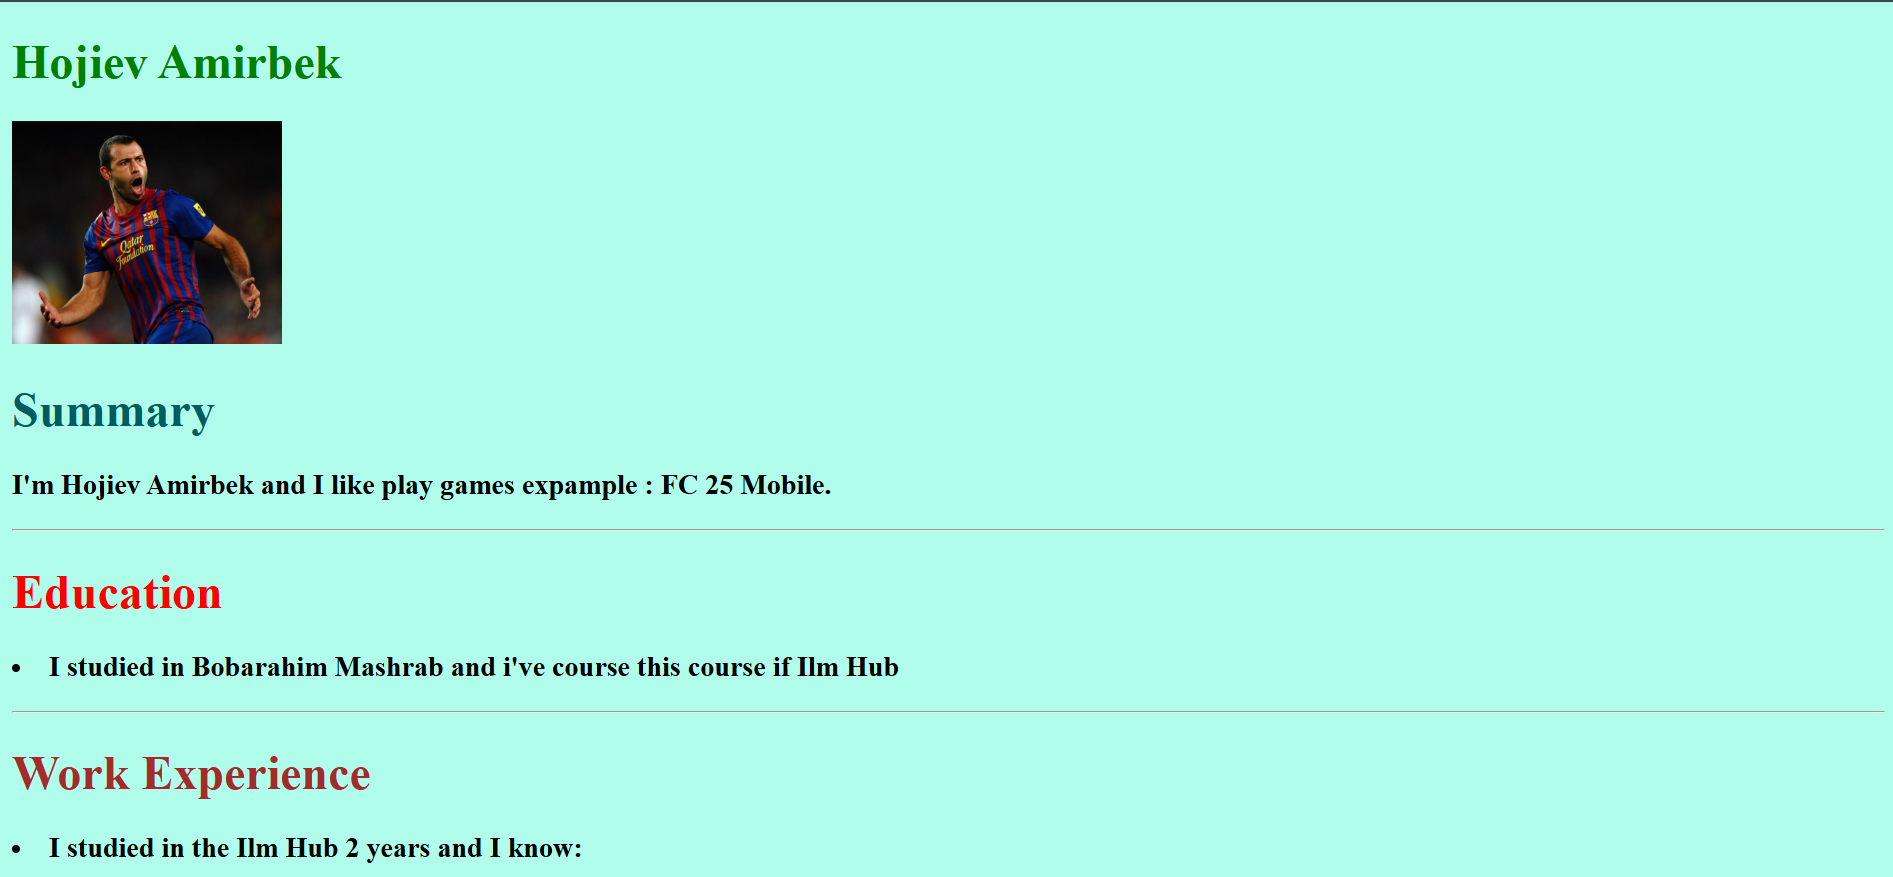 Hojiev Amirbek
Qatar
Foundation
Summary
I'm Hojiev Amirbek and I like play games expample : FC 25 Mobile.
Education
• I studied in Bobarahim Mashrab and i've course this course if Ilm Hub
Work Experience
• I studied in the Ilm Hub 2 years and I know: